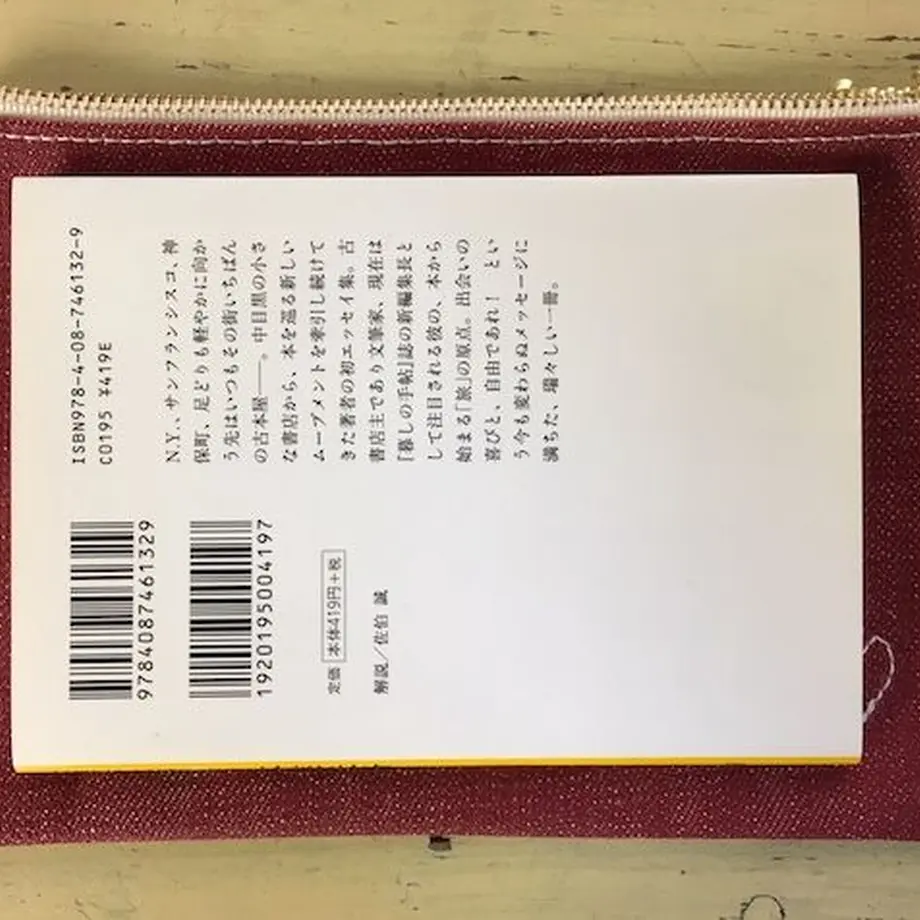 ISBN978-4-08-746132-9
C0195 ¥419E
N.Y.、サンフランシスコ、神
保町、足どりも軽やかに向か
う先はいつもその街いちばん
の古本屋——。中目黒の小さ
な書店から、本を巡る新しい
ムーブメントを牽引し続けて
きた著者の初エッセイ集。古
書店主であり文筆家、現在は
『暮しの手帖』誌の新編集長と
して注目される彼の、本から
始まる「旅」の原点。出会いの
喜びと、自由であれ! とい
う今も変わらぬメッセージに
満ちた、瑞々しい一冊。
9784087461329
1920195004197
定価 本体419円+税
解説/佐伯 誠